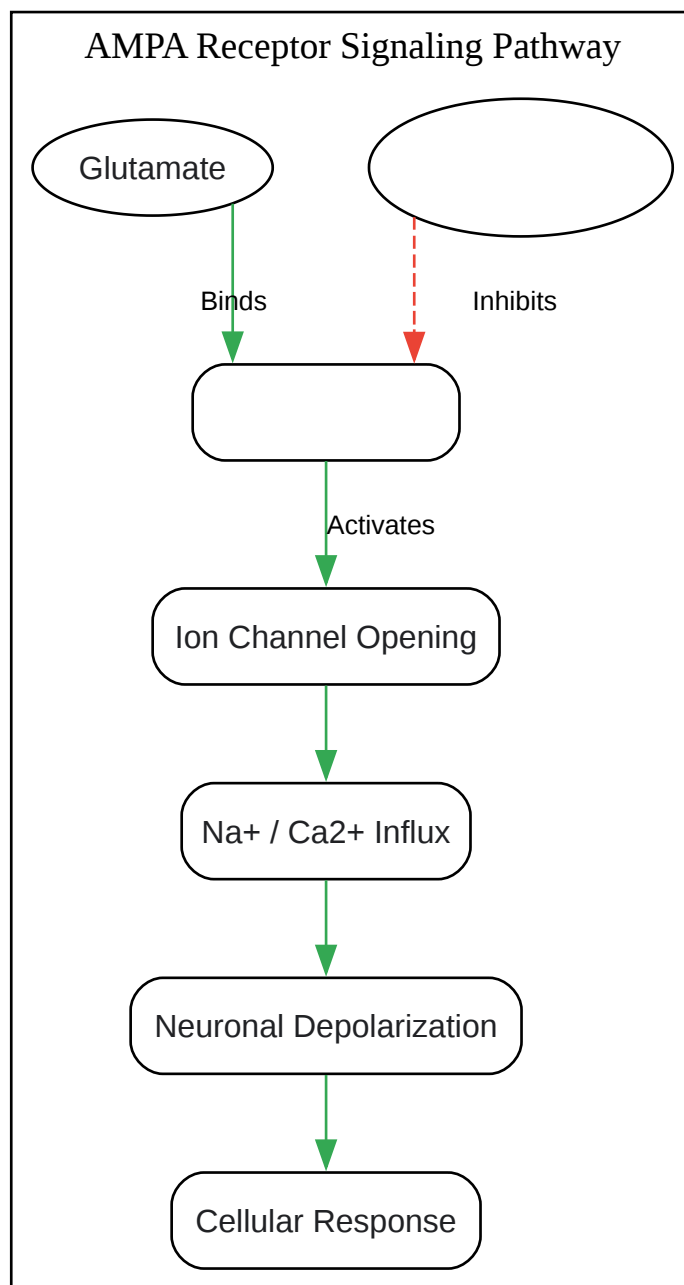 AMPA Receptor Signaling Pathway
Glutamate
Binds
Inhibits
Activates
Ion Channel Opening
Na+ / Ca2+ Influx
Neuronal Depolarization
Cellular Response